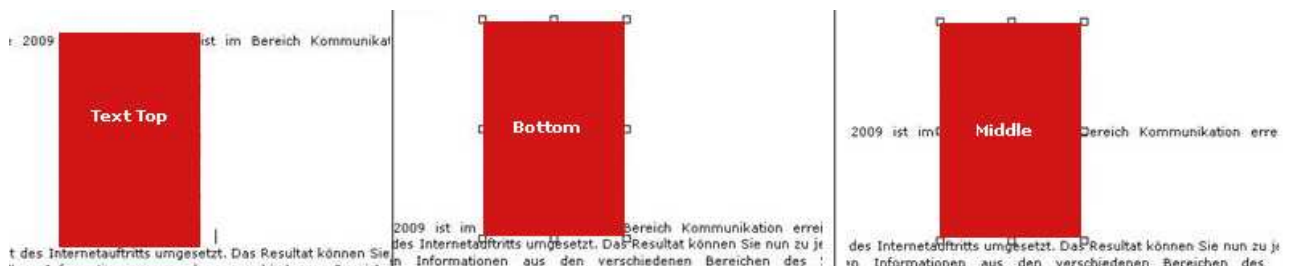 2009 ist im Bereich Kommunikat
Text Top
t des Internetauftritts umgesetzt. Das Resultat können Sie
Bottom
2009 ist im Bereich Kommunikation errei
des Internetauftritts umgesetzt. Das Resultat können Sie nun zu je
n Informationen aus den verschiedenen Bereichen des
2009 ist im Bereich Kommunikation erre
Middle
des Internetauftritts umgesetzt. Das Resultat können Sie nun zu je
en Informationen aus den verschiedenen Bereichen des